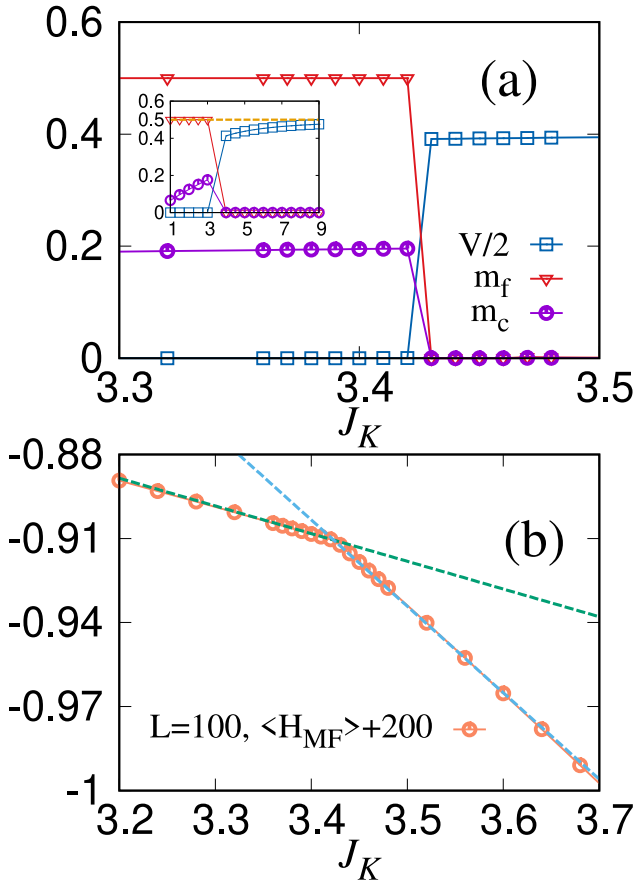 0.6
0.4
0.2
0
(a)
0.6
0.5
0.4
0.2
0
1 3 5 7 9
V/2
m_f
m_c
3.3 3.4 3.5
J_K
-0.88
-0.91
-0.94
-0.97
-1
(b)
L=100, <H_MF>+200
3.2 3.3 3.4 3.5 3.6 3.7
J_K